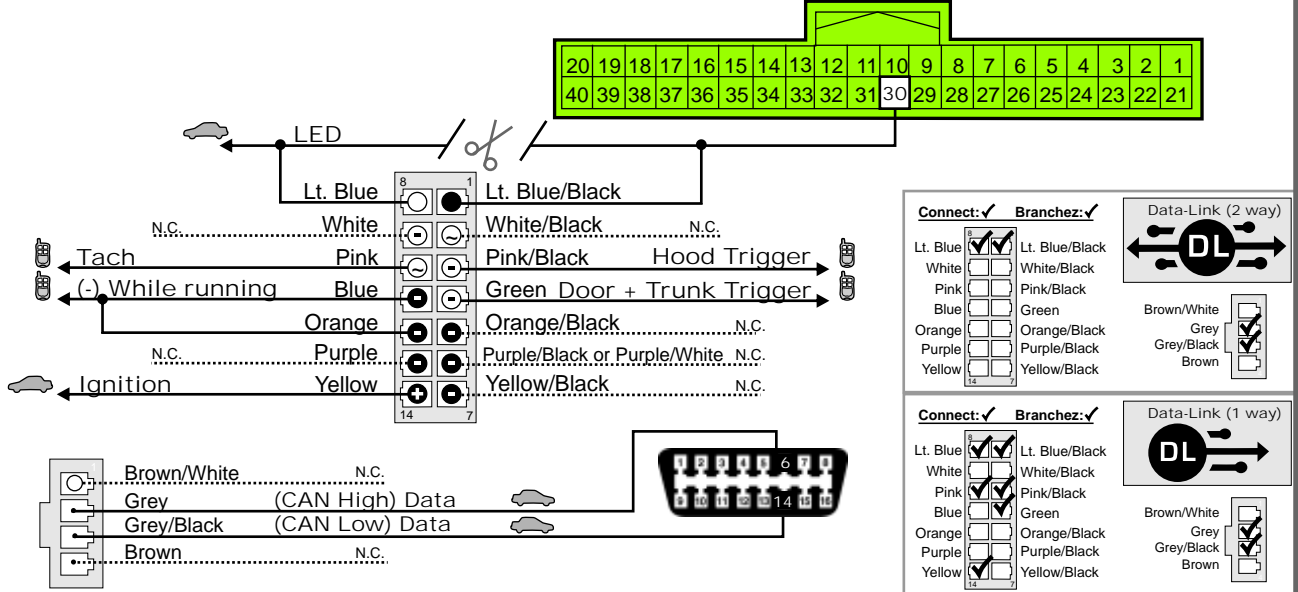 20 19 18 17 16 15 14 13 12 11 10 9 8 7 6 5 4 3 2 1
40 39 38 37 36 35 34 33 32 31 30 29 28 27 26 25 24 23 22 21
LED
8 1
Lt. Blue Lt. Blue/Black
N.C. White White/Black N.C.
Tach Pink Pink/Black Hood Trigger
(-) While running Blue Green Door + Trunk Trigger
Orange Orange/Black N.C.
N.C. Purple Purple/Black or Purple/White N.C.
Ignition Yellow Yellow/Black N.C.
14 7
1
Brown/White N.C.
Grey (CAN High) Data
Grey/Black (CAN Low) Data
Brown N.C.
1 2 3 4 5 6 7 8
9 10 11 12 13 14 15 16
Connect: Branchez: Data-Link (2 way)
8
Lt. Blue Lt. Blue/Black
DL
White White/Black
Pink Pink/Black
Blue Green
Orange Orange/Black
Purple Purple/Black
Yellow Yellow/Black
14 7
Brown/White
Grey
Grey/Black
Brown
Connect: Branchez: Data-Link (1 way)
8
Lt. Blue Lt. Blue/Black
DL
White White/Black
Pink Pink/Black
Blue Green
Orange Orange/Black
Purple Purple/Black
Yellow Yellow/Black
14 7
Brown/White
Grey
Grey/Black
Brown